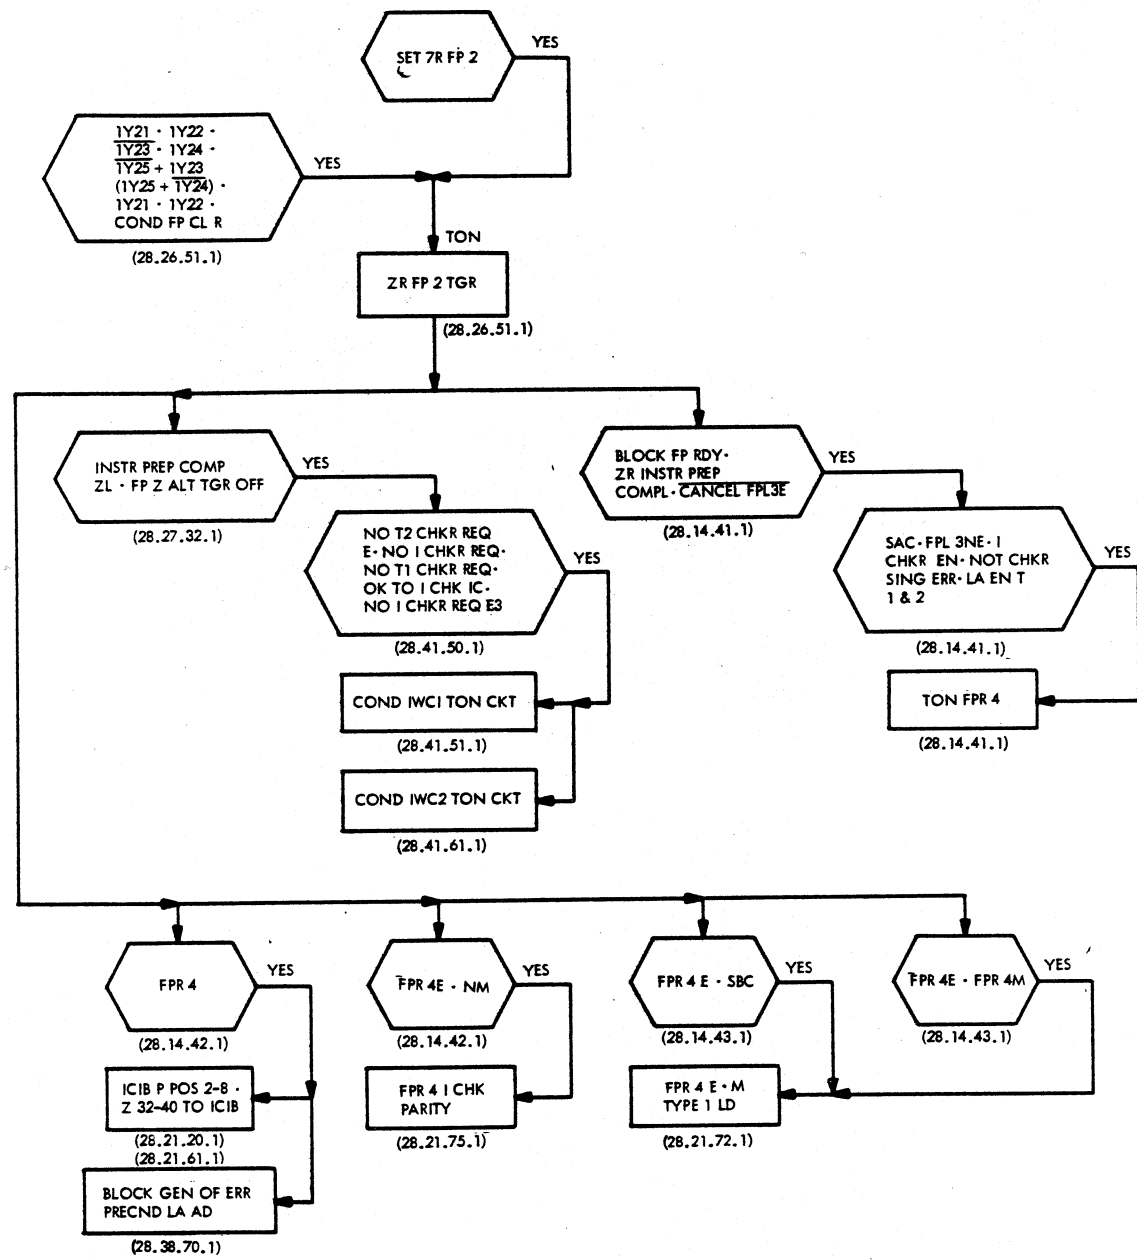 SET 7R FP 2
YES
1Y21 · 1Y22 ·
1Y23 · 1Y24 ·
1Y25 + 1Y23
(1Y25 + 1Y24) ·
1Y21 · 1Y22 ·
COND FP CL R
YES
(28.26.51.1)
TON
ZR FP 2 TGR
(28.26.51.1)
INSTR PREP COMP
ZL · FP Z ALT TGR OFF
YES
(28.27.32.1)
BLOCK FP RDY·
ZR INSTR PREP
COMPL· CANCEL FPL3E
YES
(28.14.41.1)
NO T2 CHKR REQ
E· NO I CHKR REQ·
NO T1 CHKR REQ·
OK TO I CHK IC·
NO I CHKR REQ E3
YES
(28.41.50.1)
SAC·FPL 3NE·I
CHKR EN·NOT CHKR
SING ERR·LA EN T
1 & 2
YES
(28.14.41.1)
COND IWC1 TON CKT
(28.41.51.1)
TON FPR 4
(28.14.41.1)
COND IWC2 TON CKT
(28.41.61.1)
FPR 4
YES
(28.14.42.1)
FPR 4E · NM
YES
(28.14.42.1)
FPR 4 E · SBC
YES
(28.14.43.1)
FPR 4E · FPR 4M
YES
(28.14.43.1)
ICIB P POS 2-8 ·
Z 32-40 TO ICIB
(28.21.20.1)
(28.21.61.1)
FPR 4 I CHK
PARITY
(28.21.75.1)
FPR 4 E · M
TYPE 1 LD
(28.21.72.1)
BLOCK GEN OF ERR
PRECND LA AD
(28.38.70.1)